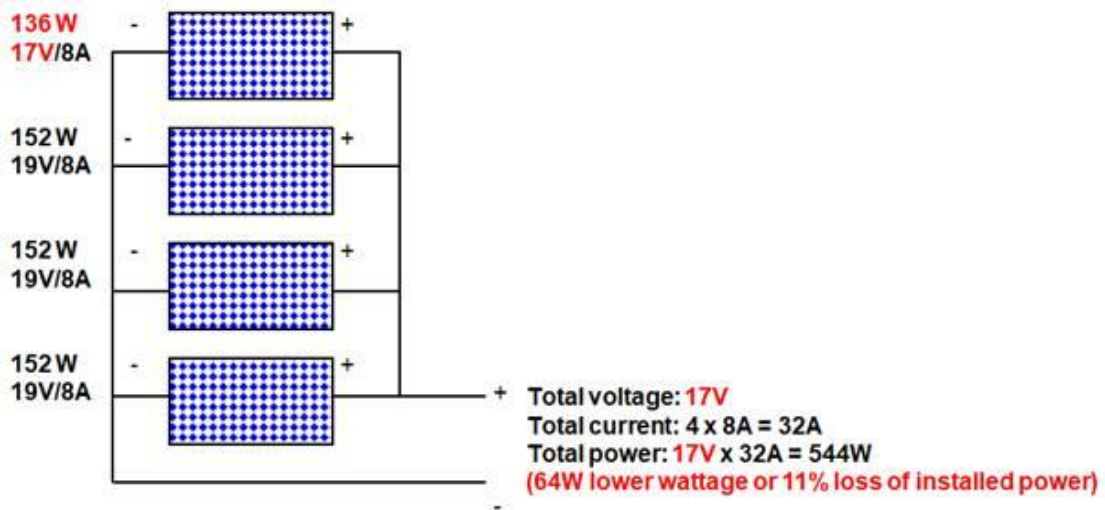 136 W - +
17V/8A
152 W - +
19V/8A
152 W - +
19V/8A
152 W - +
19V/8A
+ Total voltage: 17V
Total current: 4 x 8A = 32A
Total power: 17V x 32A = 544W
(64W lower wattage or 11% loss of installed power)
-